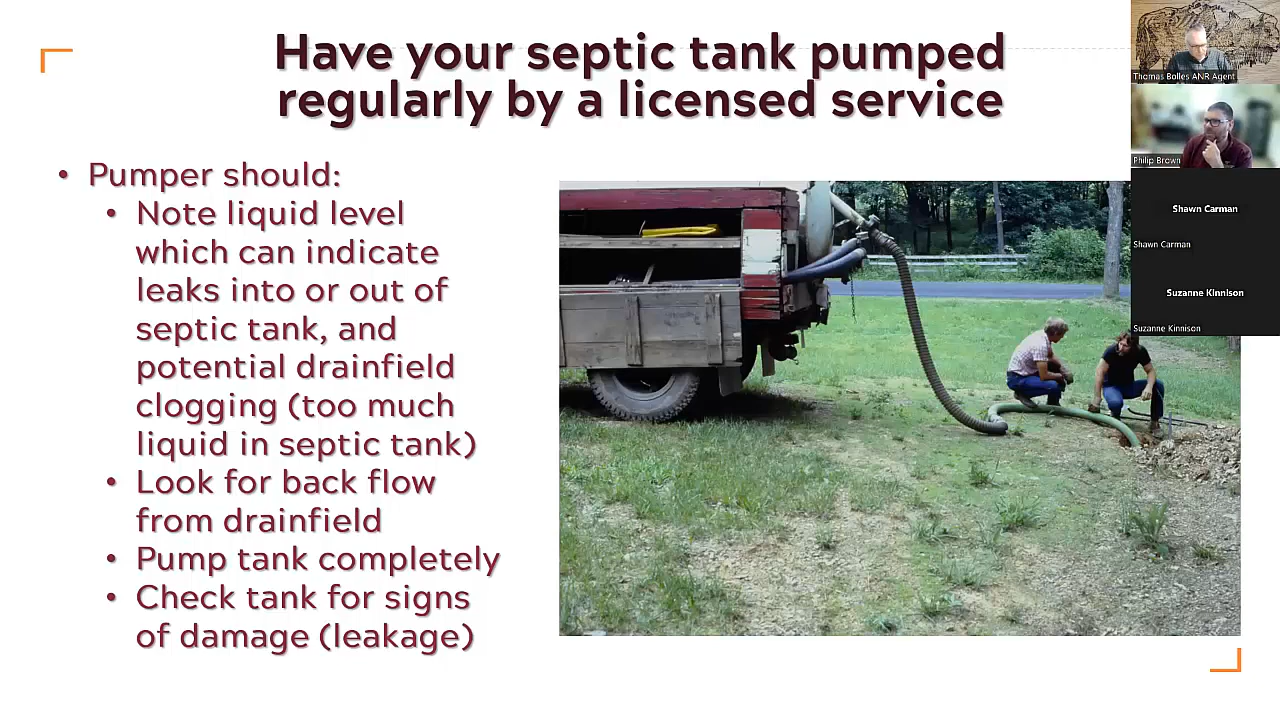 Have your septic tank pumped
regularly by a licensed service
• Pumper should:
• Note liquid level
which can indicate
leaks into or out of
septic tank, and
potential drainfield
clogging (too much
liquid in septic tank)
• Look for back flow
from drainfield
• Pump tank completely
• Check tank for signs
of damage (leakage)
Thomas Bolles ANR Agent
Philip Brown
Shawn Carman
Shawn Carman
Suzanne Kinnison
Suzanne Kinnison